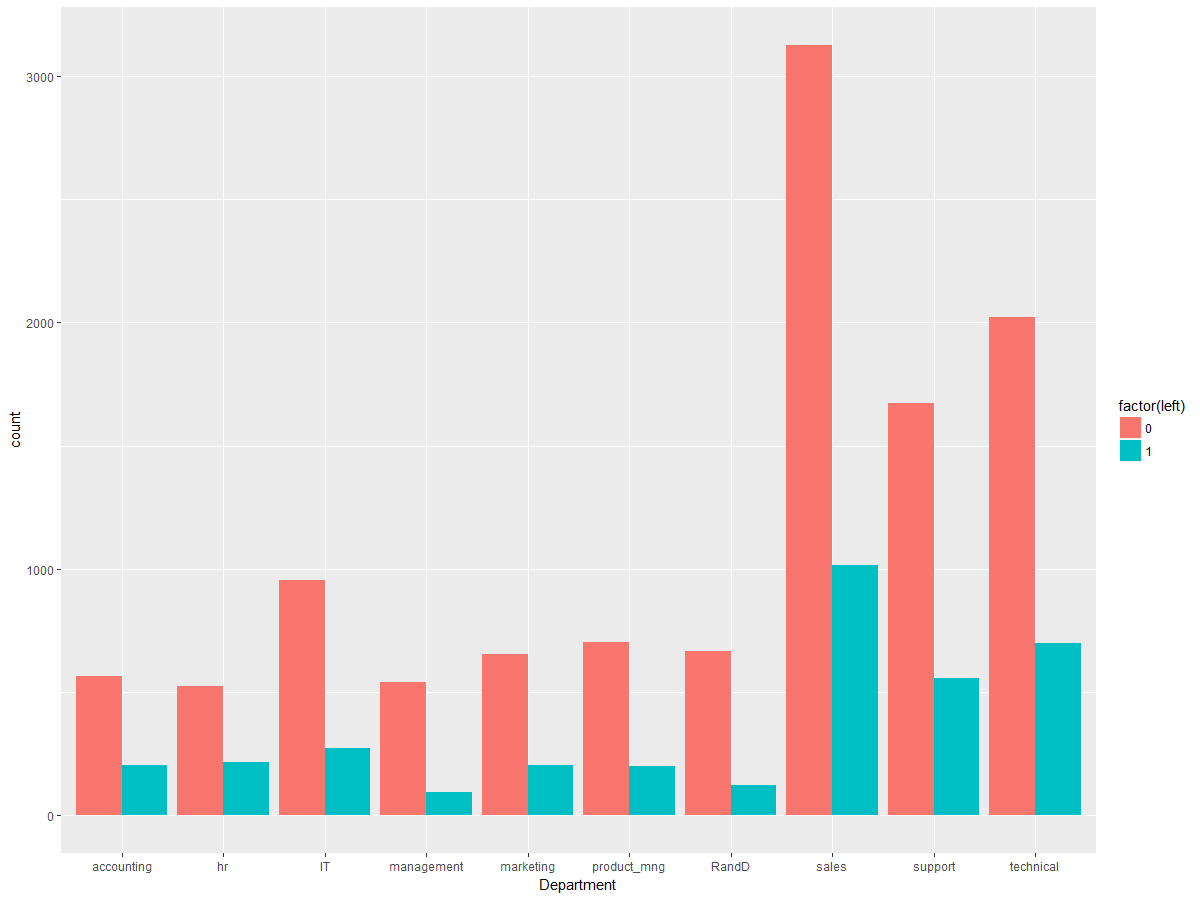 3000
2000
1000
0
count
accounting hr IT management marketing product_mng RandD sales support technical
Department
factor(left)
0
1